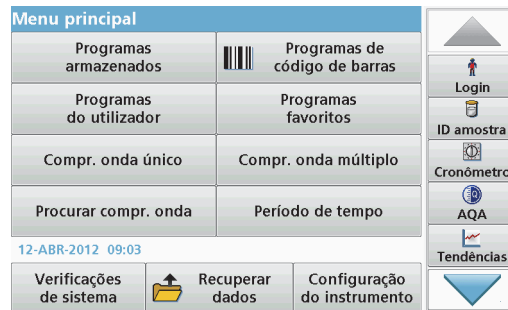 Menu principal
Programas
armazenados
Programas de
código de barras
Programas
do utilizador
Programas
favoritos
Compr. onda único
Compr. onda múltiplo
Procurar compr. onda
Período de tempo
12-ABR-2012 09:03
Verificações
de sistema
Recuperar
dados
Configuração
do instrumento
Login
ID amostra
Cronômetro
AQA
Tendências